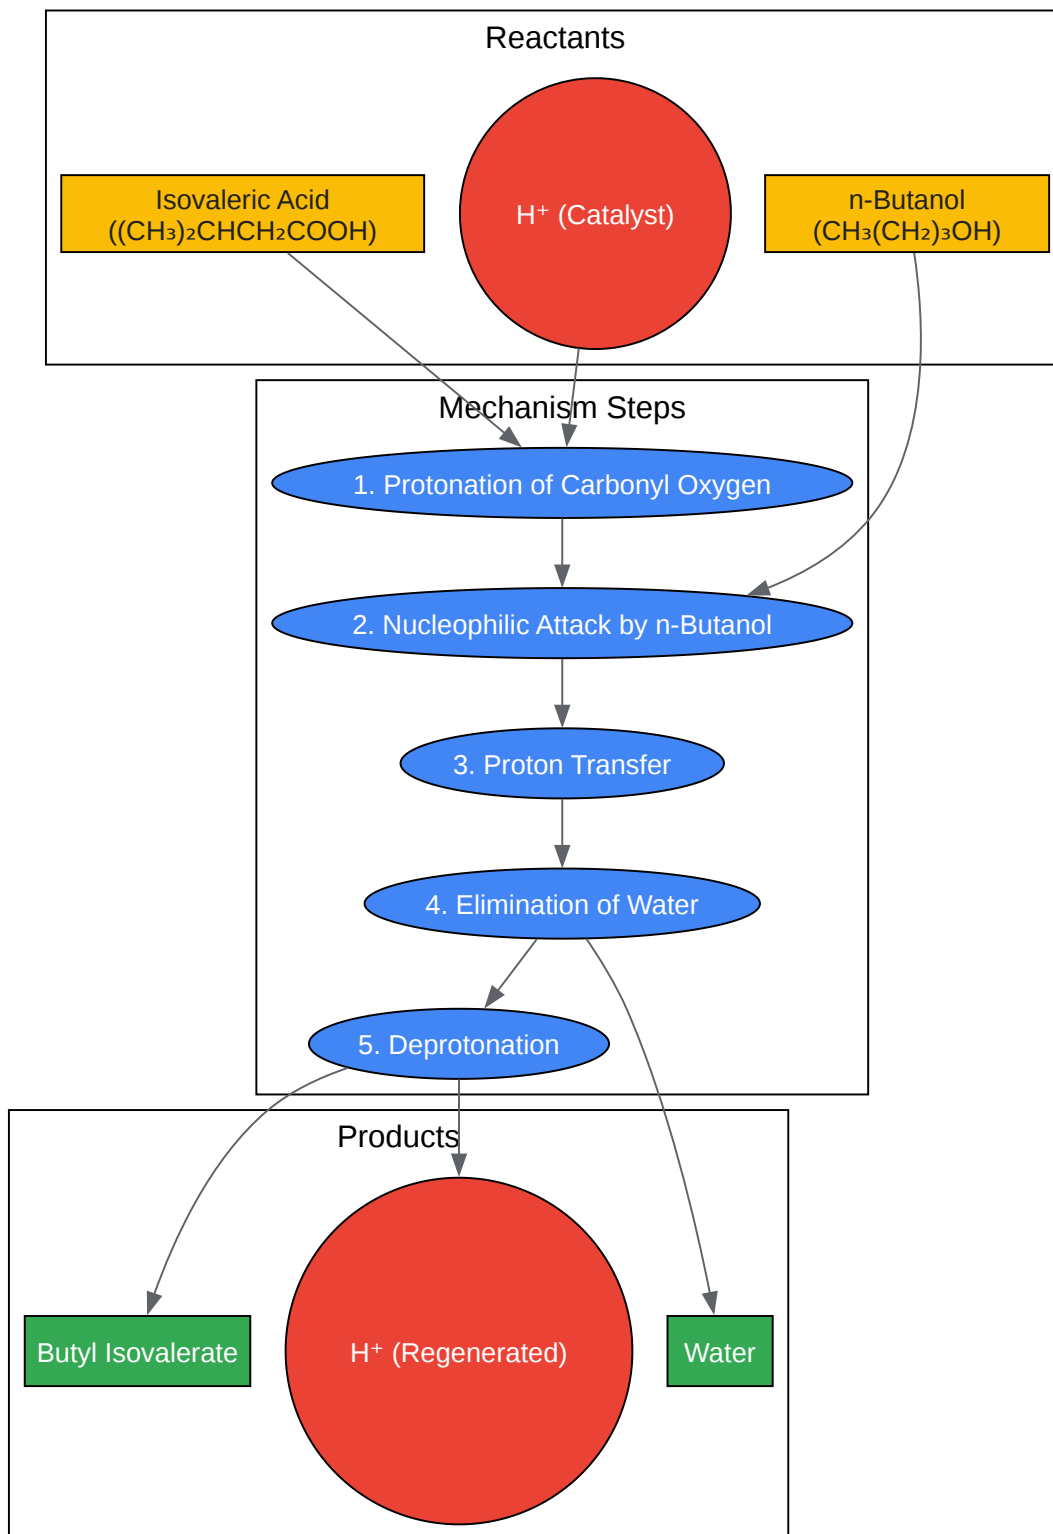 Reactants
Isovaleric Acid
((CH₃)₂CHCH₂COOH)
H⁺ (Catalyst)
n-Butanol
(CH₃(CH₂)₃OH)
Mechanism Steps
1. Protonation of Carbonyl Oxygen
2. Nucleophilic Attack by n-Butanol
3. Proton Transfer
4. Elimination of Water
5. Deprotonation
Products
Butyl Isovalerate
H⁺ (Regenerated)
Water